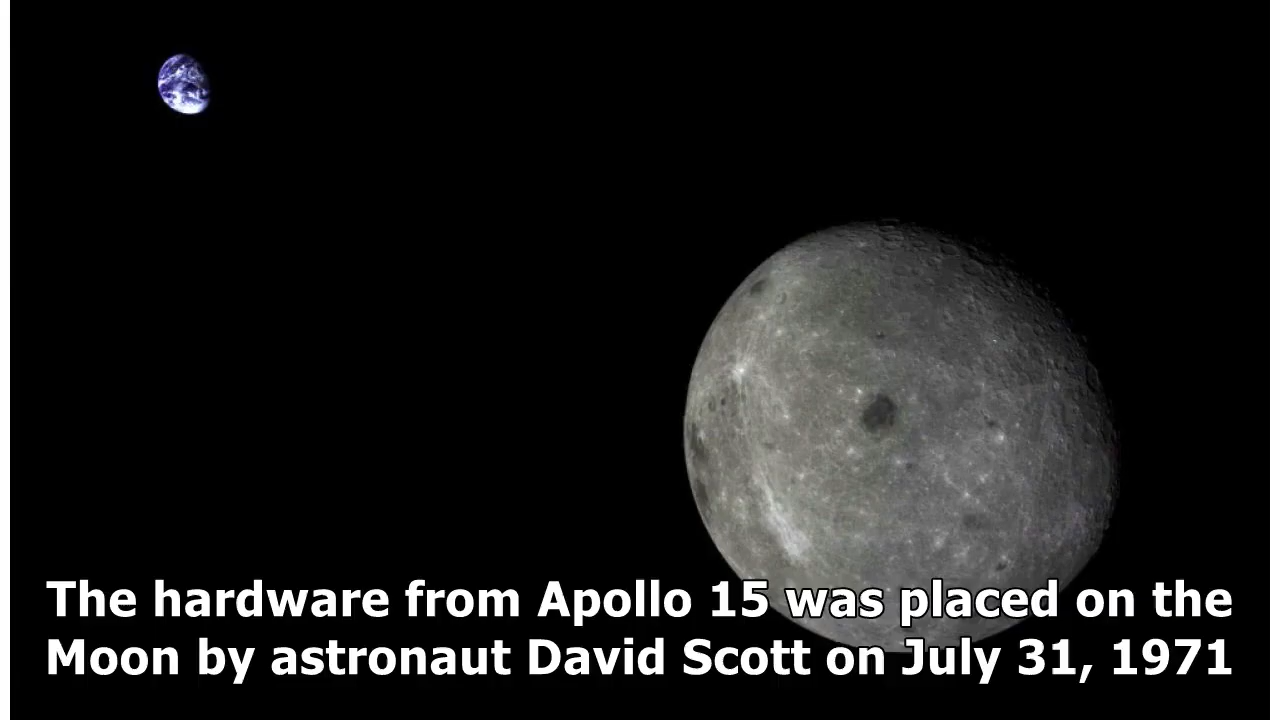 The hardware from Apollo 15 was placed on the
Moon by astronaut David Scott on July 31, 1971